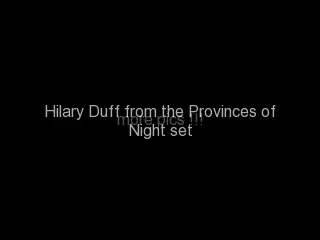 Hilary Duff from the Provinces of
more pics !!!
Night set